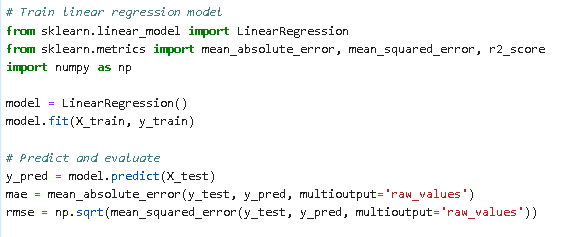 # Train linear regression model
from sklearn.linear_model import LinearRegression
from sklearn.metrics import mean_absolute_error, mean_squared_error, r2_score
import numpy as np
model = LinearRegression()
model.fit(X_train, y_train)
# Predict and evaluate
y_pred = model.predict(X_test)
mae = mean_absolute_error(y_test, y_pred, multioutput='raw_values')
rmse = np.sqrt(mean_squared_error(y_test, y_pred, multioutput='raw_values'))